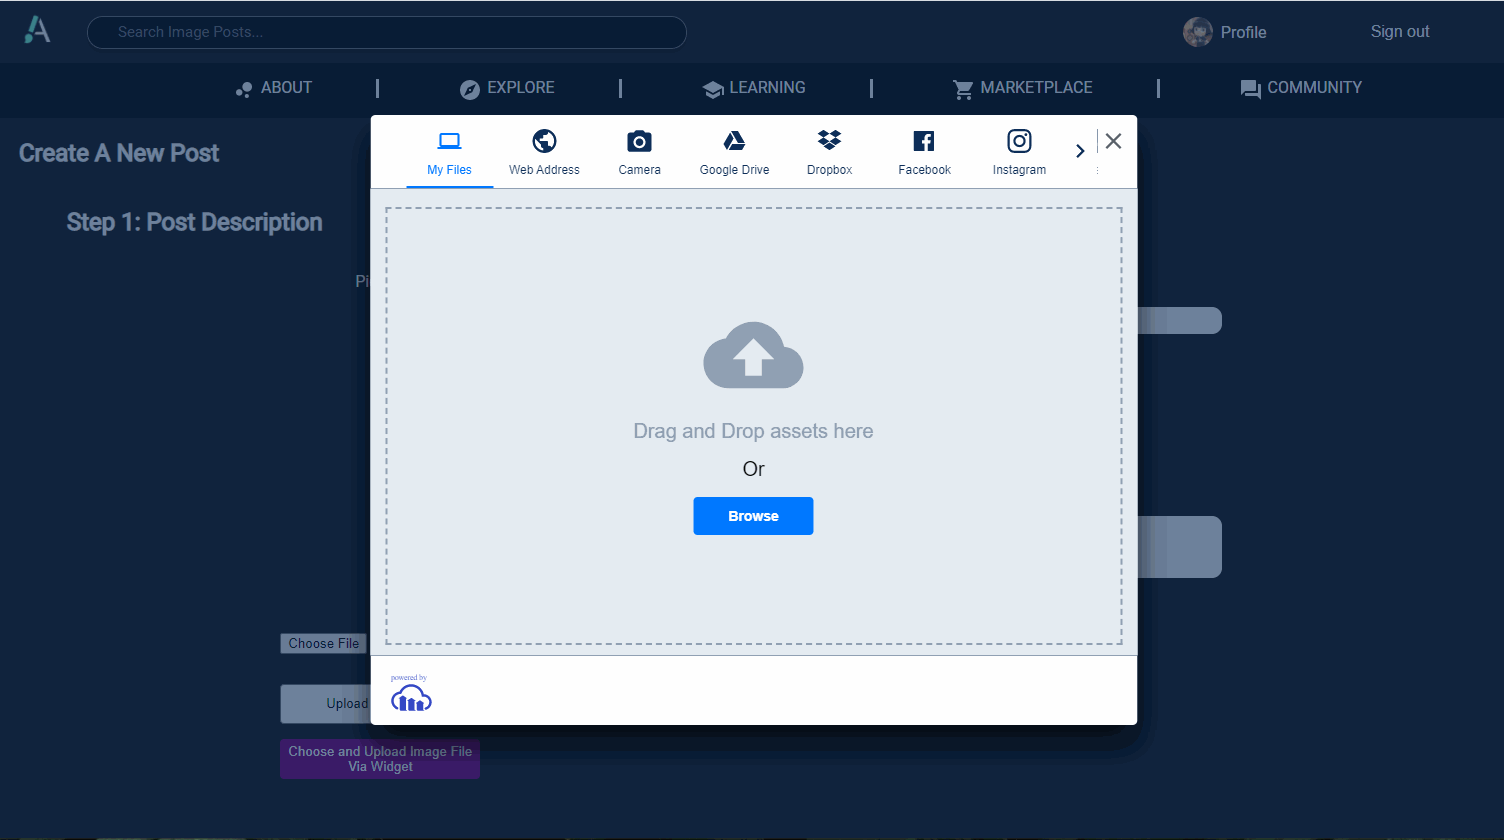 Search Image Posts...
Profile
Sign out
ABOUT
EXPLORE
LEARNING
MARKETPLACE
COMMUNITY
Create A New Post
My Files
Web Address
Camera
Google Drive
Dropbox
Facebook
Instagram
Step 1: Post Description
Drag and Drop assets here
Or
Browse
Choose File
powered by
Upload
Choose and Upload Image File
Via Widget